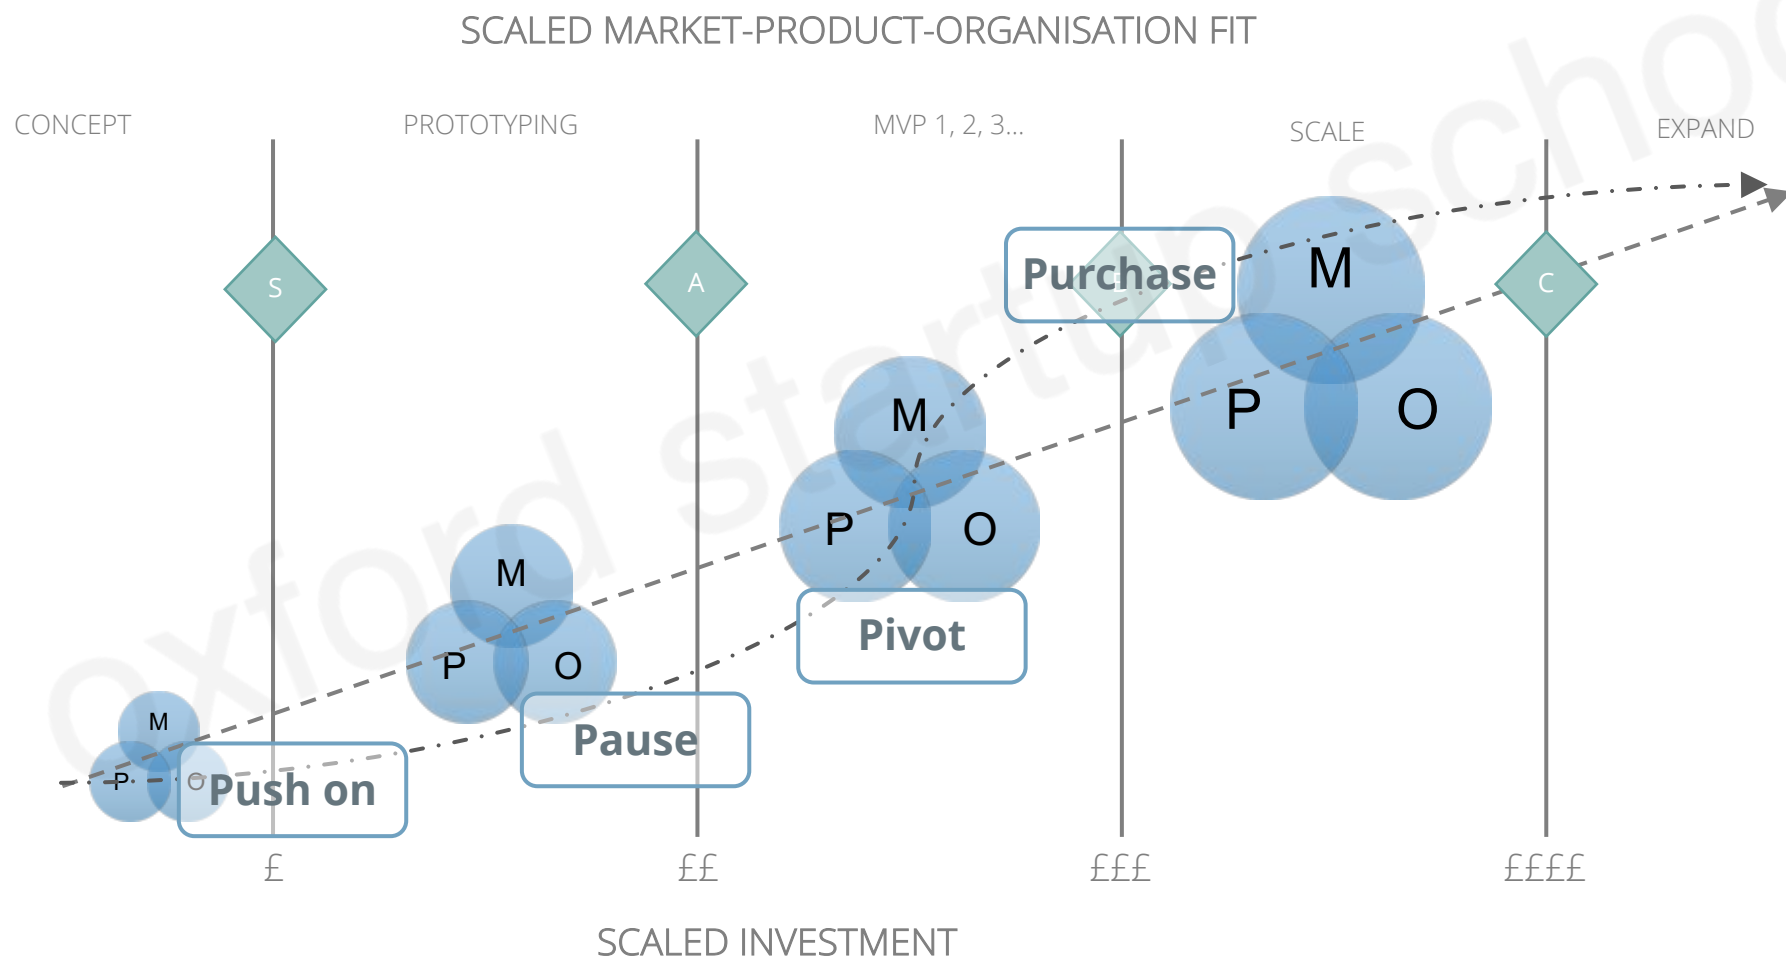 SCALED MARKET-PRODUCT-ORGANISATION FIT
CONCEPT
PROTOTYPING
MVP 1, 2, 3...
SCALE
EXPAND
S
A
Purchase
C
M
P
O
M
P
O
M
P
O
M
P
O
Push on
Pause
Pivot
£
££
£££
££££
SCALED INVESTMENT
oxford startup schoo